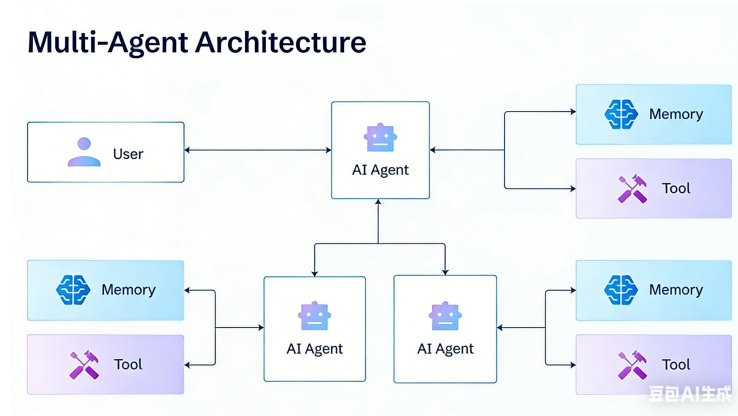 Multi-Agent Architecture
User
AI Agent
Memory
Tool
Memory
Tool
AI Agent
AI Agent
Memory
Tool
豆包AI生成